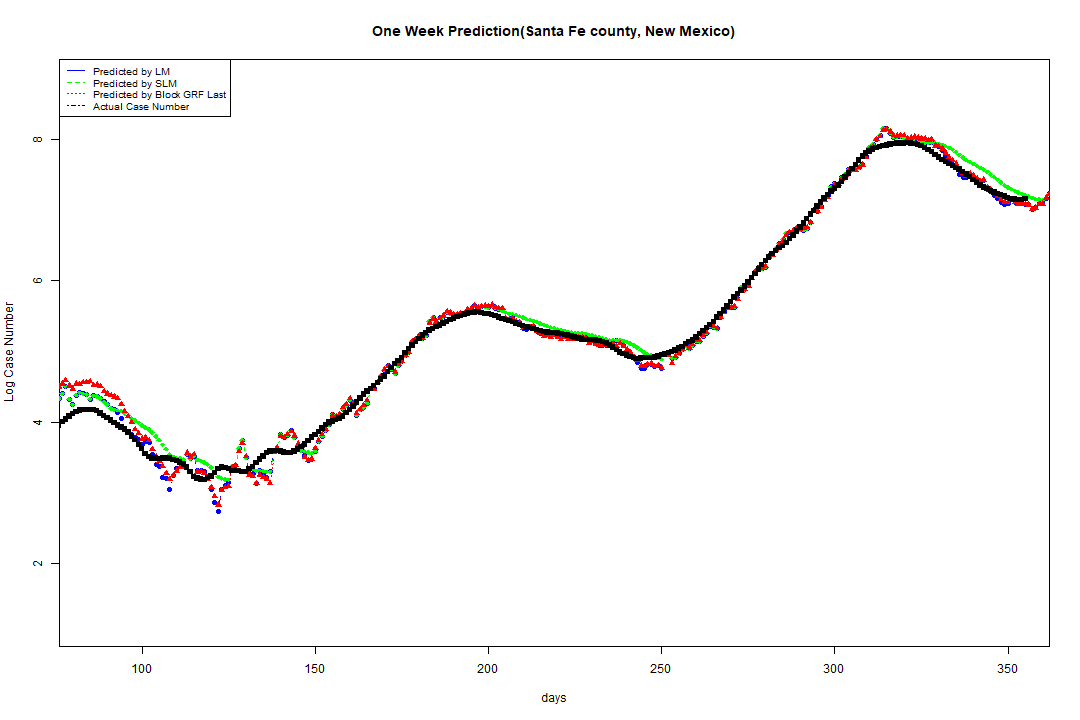 One Week Prediction(Santa Fe county, New Mexico)
Predicted by LM
Predicted by SLM
Predicted by Block GRF Last
Actual Case Number
8
6
4
2
Log Case Number
100 150 200 250 300 350
days